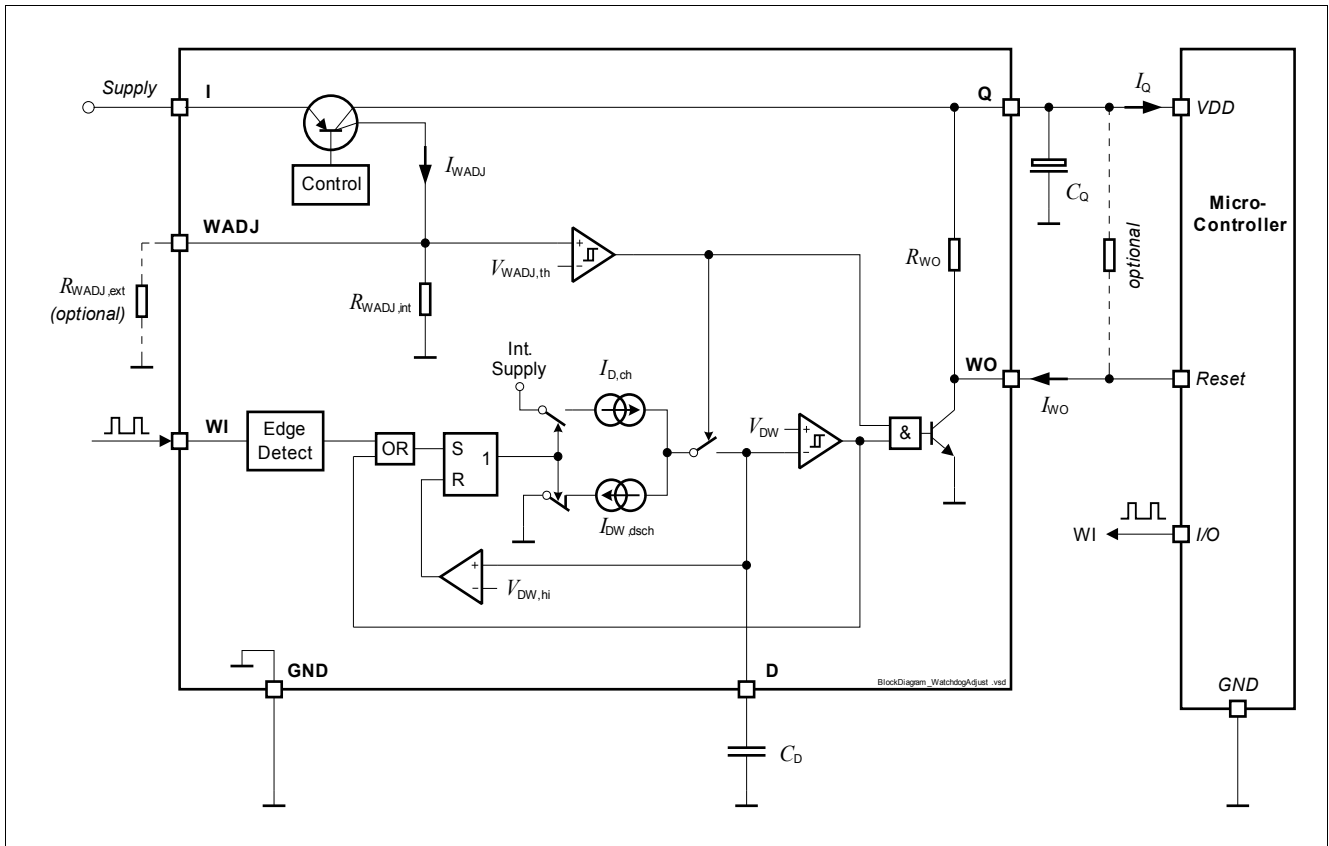 Supply
I
Q
I_Q
VDD
I_WADJ
Control
C_Q
Micro-
Controller
WADJ
R_WO
optional
V_WADJ,th
+
−
R_WADJ,ext
(optional)
R_WADJ,int
Int.
Supply
I_D,ch
WO
I_WO
Reset
WI
Edge
Detect
OR
S
R
1
V_DW
+
−
&
I_DW,dsch
WI
I/O
+
−
V_DW,hi
GND
D
BlockDiagram_WatchdogAdjust .vsd
GND
C_D